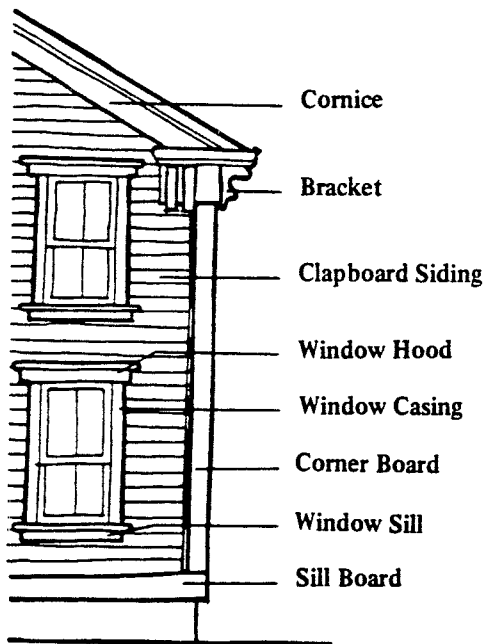 Cornice
Bracket
Clapboard Siding
Window Hood
Window Casing
Corner Board
Window Sill
Sill Board